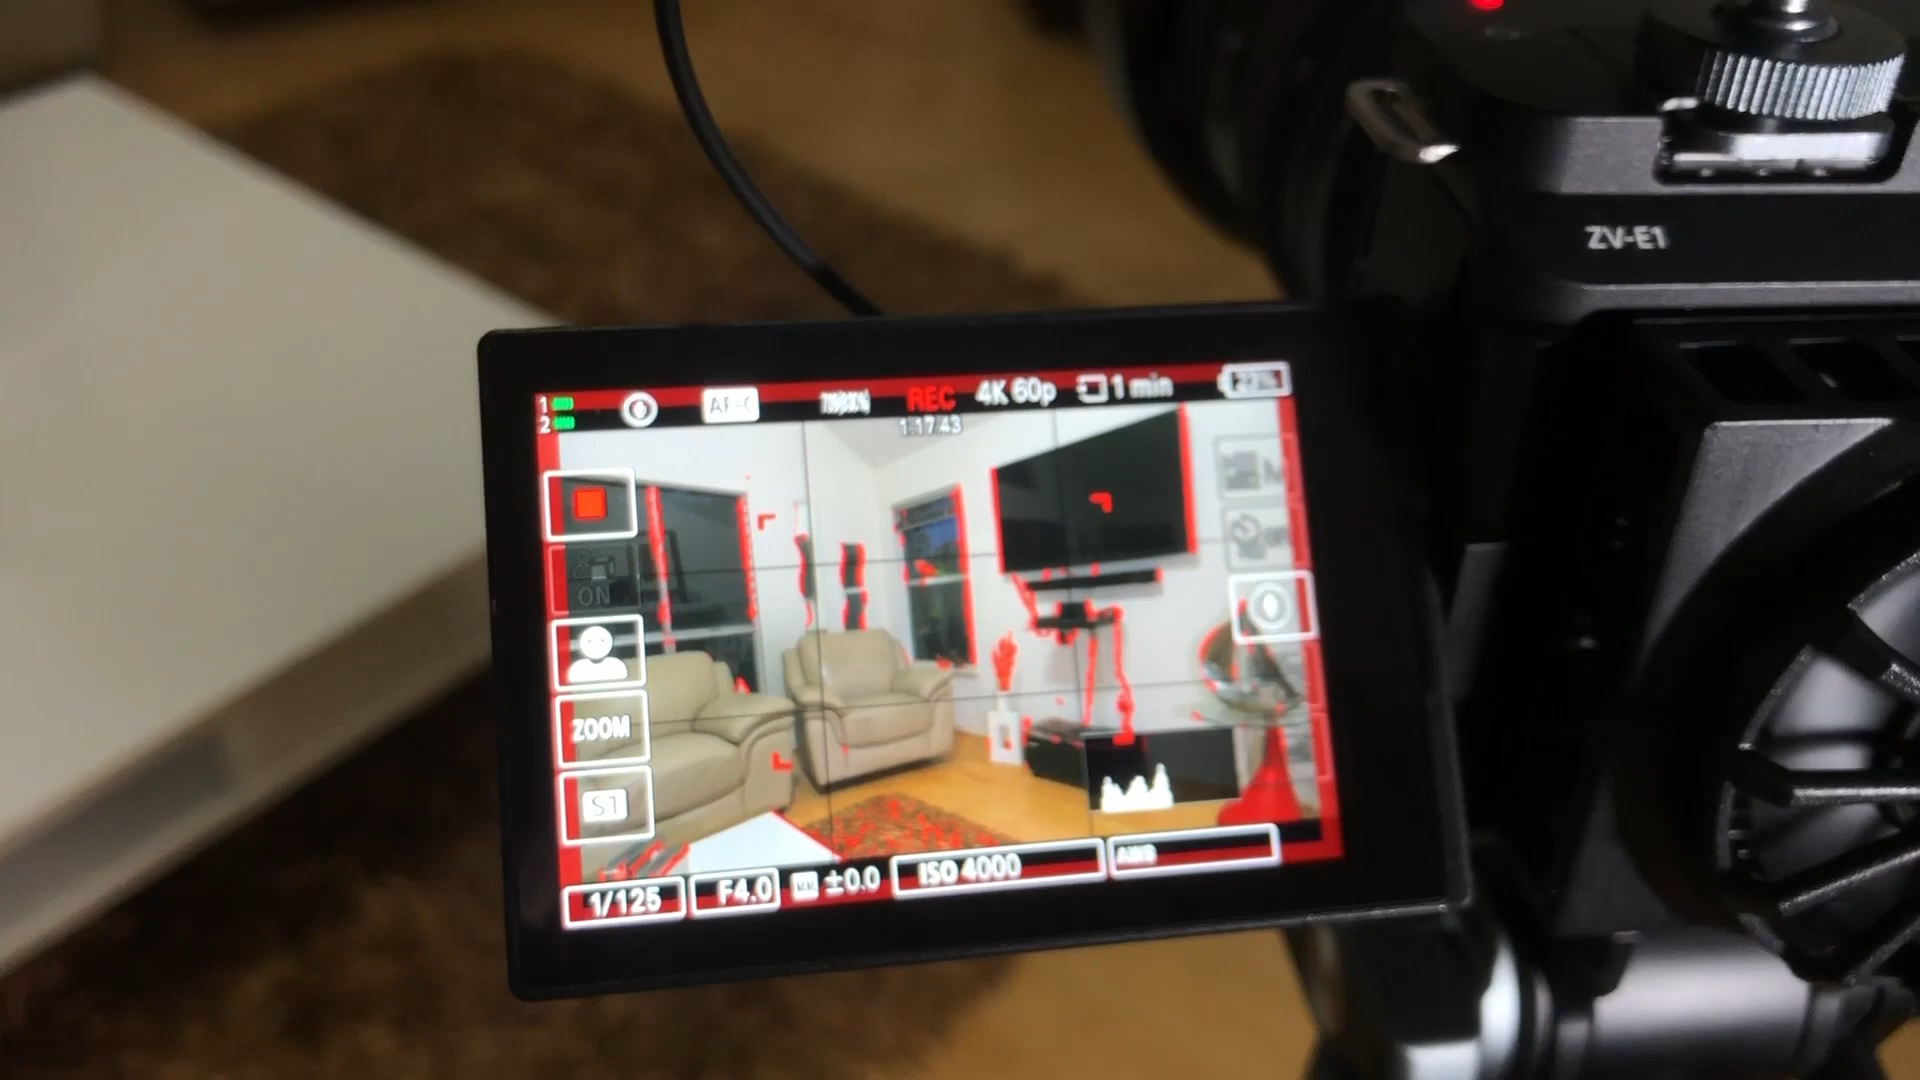 ZV-E1
1
2
AF-C
REC
4K 60p
1 min
1:17:43
ON
ZOOM
S1
1/125
F4.0
±0.0
ISO 4000
AWB